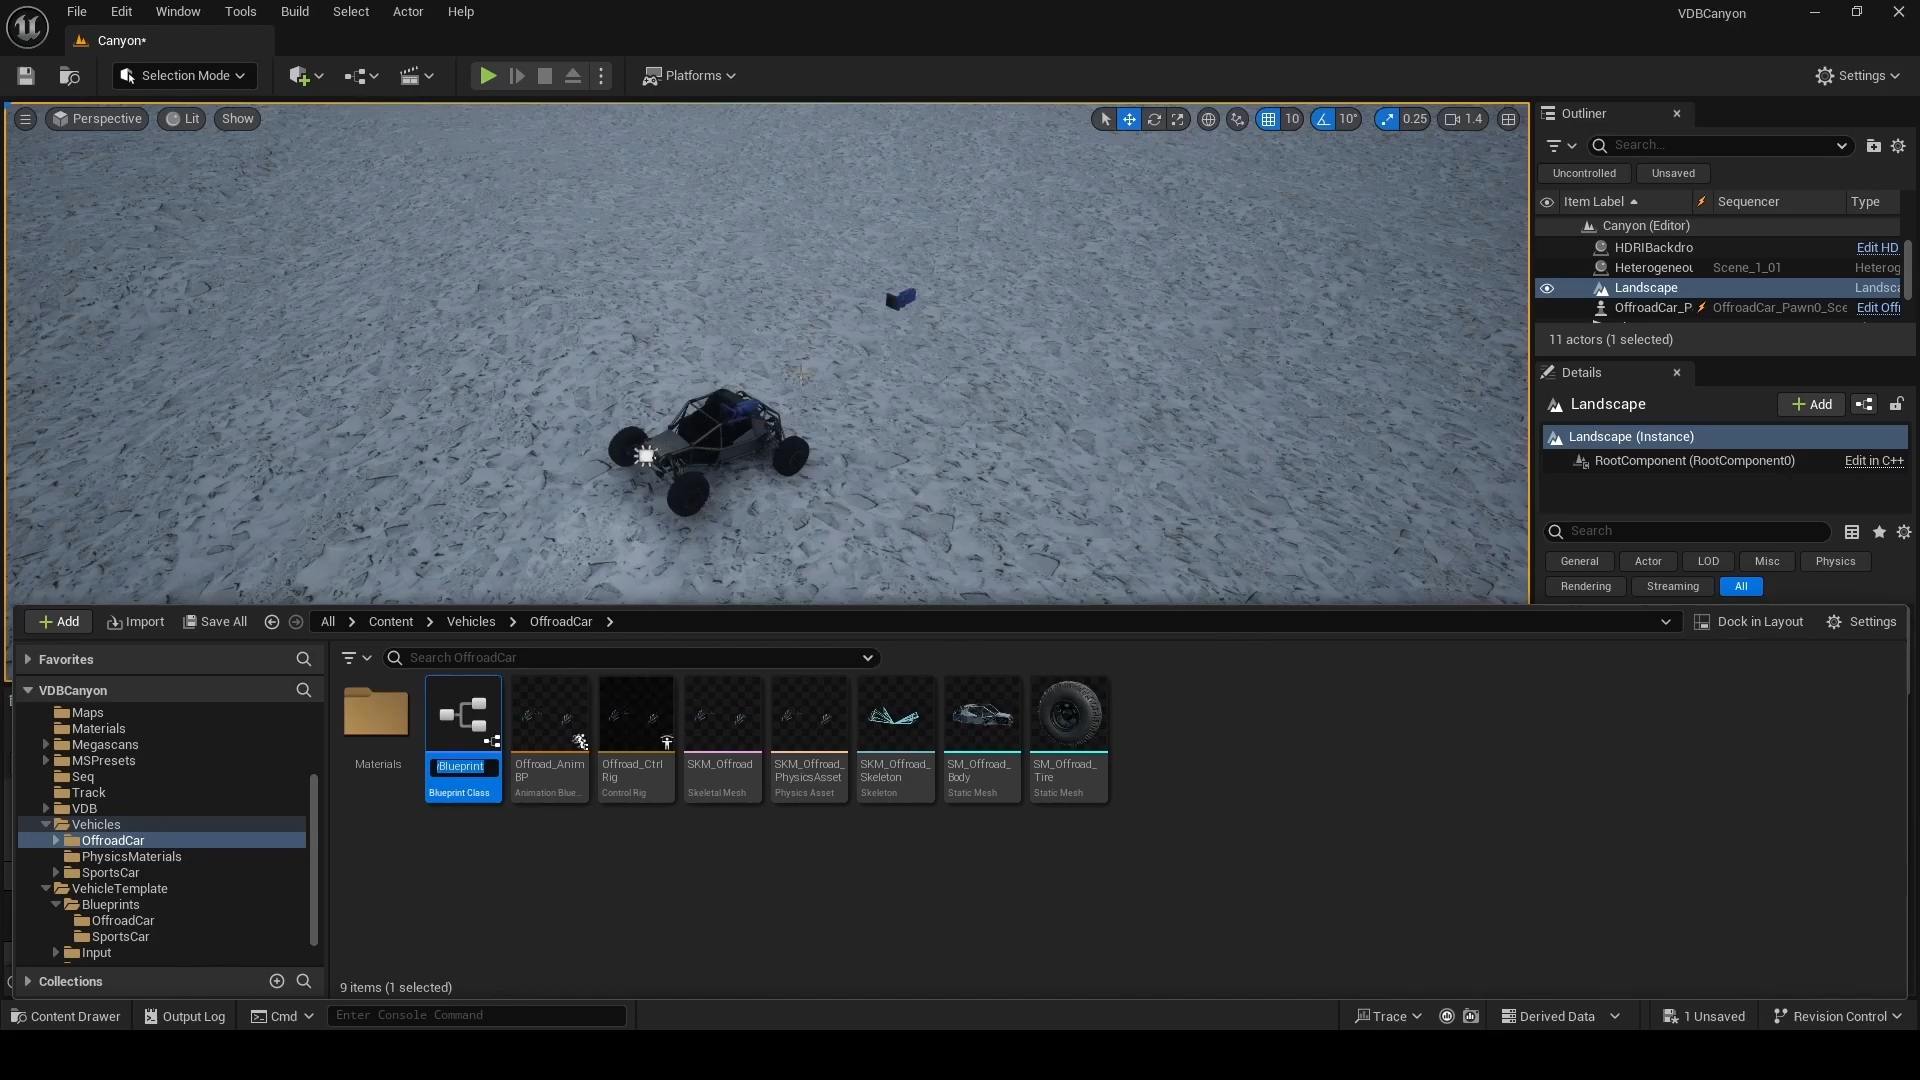 File Edit Window Tools Build Select Actor Help
VDBCanyon
Canyon*
Selection Mode
Platforms
Settings
Perspective
Lit
Show
10
10°
0.25
1.4
Outliner
Search...
Uncontrolled
Unsaved
Item Label
Sequencer
Type
Canyon (Editor)
HDRIBackdro
Edit HD
Heterogeneou
Scene_1_01
Heterog
Landscape
Landsca
OffroadCar_P
OffroadCar_Pawn0_Sce
Edit Offr
11 actors (1 selected)
Details
Landscape
Add
Landscape (Instance)
RootComponent (RootComponent0)
Edit in C++
Search
General
Actor
LOD
Misc
Physics
Rendering
Streaming
All
Add
Import
Save All
All
Content
Vehicles
OffroadCar
Dock in Layout
Settings
Favorites
Search OffroadCar
VDBCanyon
Maps
Materials
Megascans
MSPresets
Seq
Track
VDB
Vehicles
OffroadCar
PhysicsMaterials
SportsCar
VehicleTemplate
Blueprints
OffroadCar
SportsCar
Input
Collections
Materials
Blueprint
Blueprint Class
Offroad_Anim
BP
Animation Blue...
Offroad_Ctrl
Rig
Control Rig
SKM_Offroad
Skeletal Mesh
SKM_Offroad_
PhysicsAsset
Physics Asset
SKM_Offroad_
Skeleton
Skeleton
SM_Offroad_
Body
Static Mesh
SM_Offroad_
Tire
Static Mesh
9 items (1 selected)
Content Drawer
Output Log
Cmd
Enter Console Command
Trace
Derived Data
1 Unsaved
Revision Control